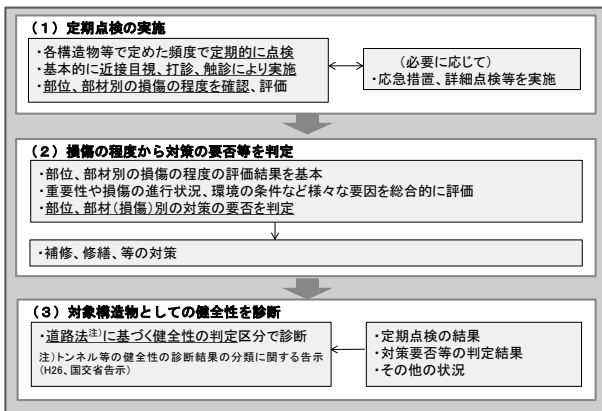 （１）定期点検の実施
・各構造物等で定めた頻度で定期的に点検
・基本的に近接目視、打診、触診により実施
・部位、部材別の損傷の程度を確認、評価
（必要に応じて）
・応急措置、詳細点検等を実施
（２）損傷の程度から対策の要否等を判定
・部位、部材別の損傷の程度の評価結果を基本
・重要性や損傷の進行状況、環境の条件など様々な要因を総合的に評価
・部位、部材（損傷）別の対策の要否を判定
・補修、修繕、等の対策
（３）対象構造物としての健全性を診断
・道路法注）に基づく健全性の判定区分で診断
注）トンネル等の健全性の診断結果の分類に関する告示
（H26、国交省告示）
・定期点検の結果
・対策要否等の判定結果
・その他の状況